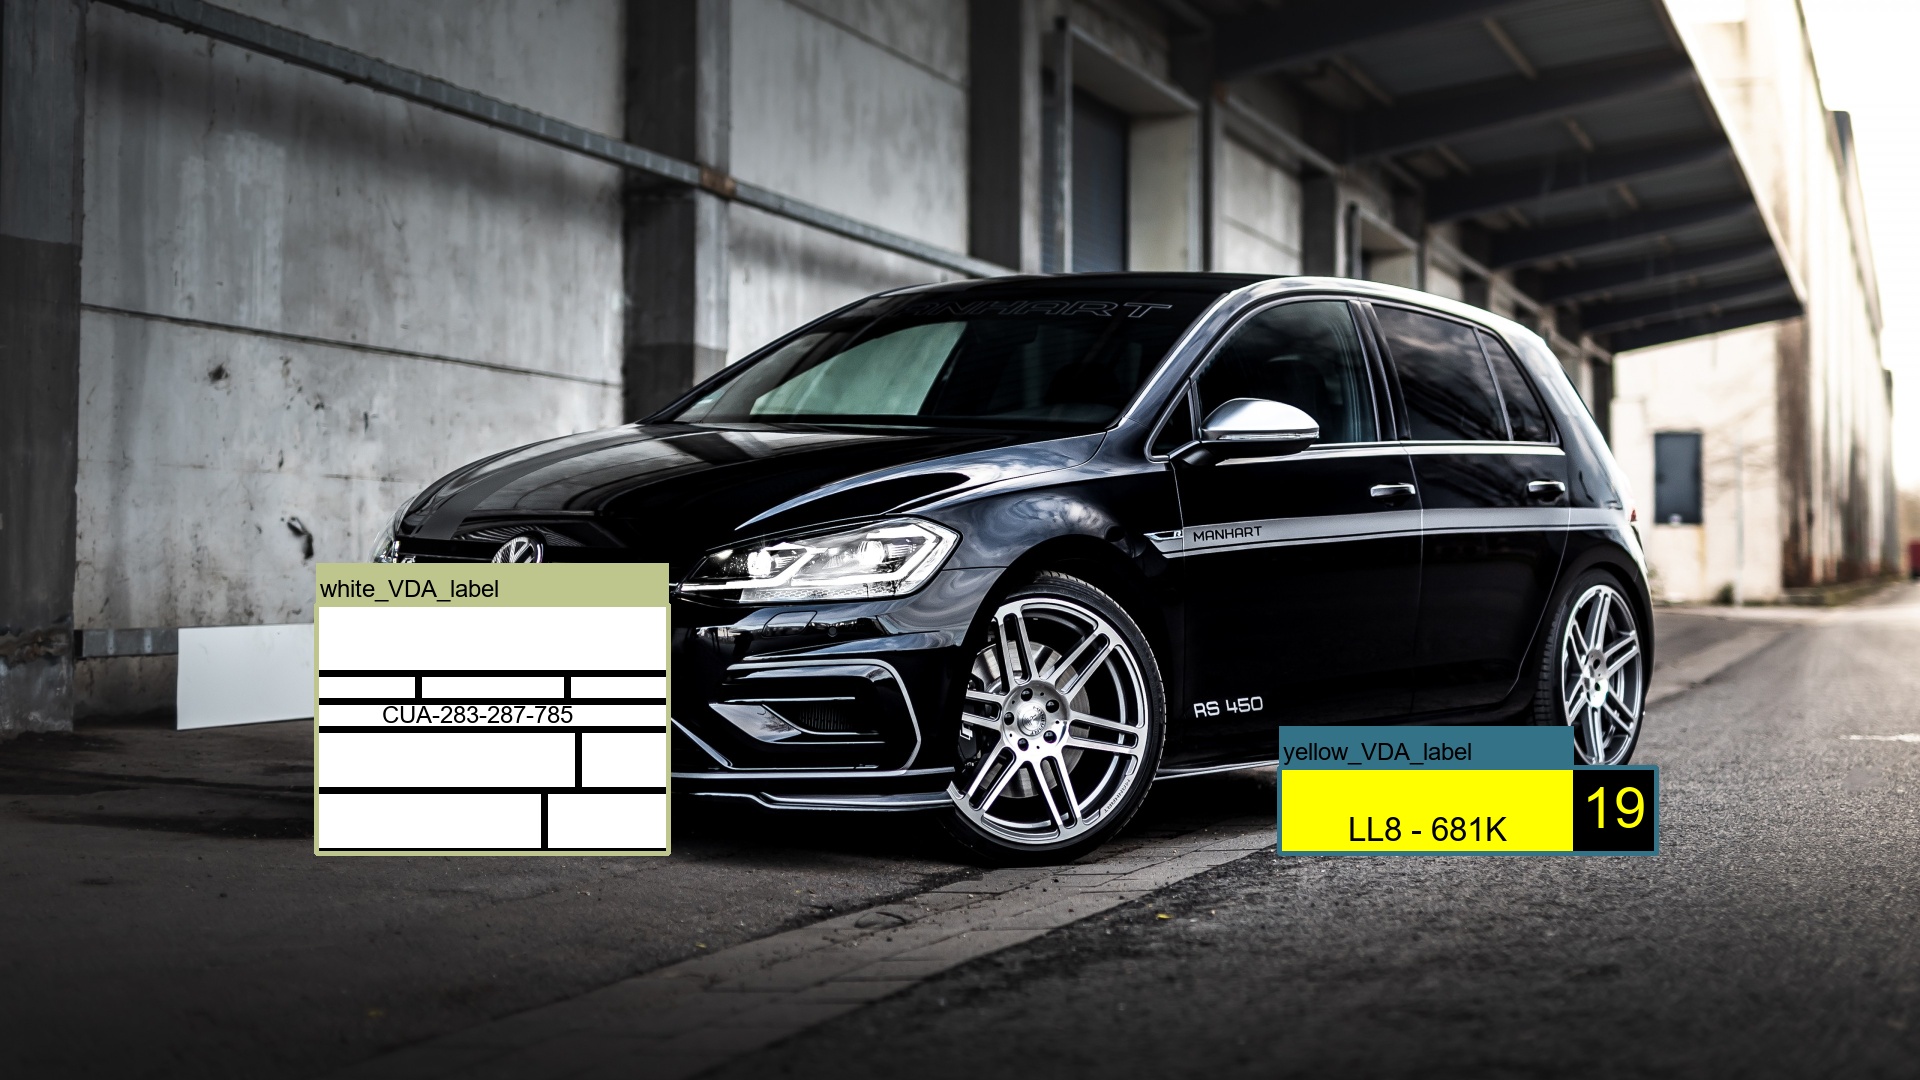 MANHART
MANHART
RS 450
white_VDA_label
CUA-283-287-785
yellow_VDA_label
LL8 - 681K
19